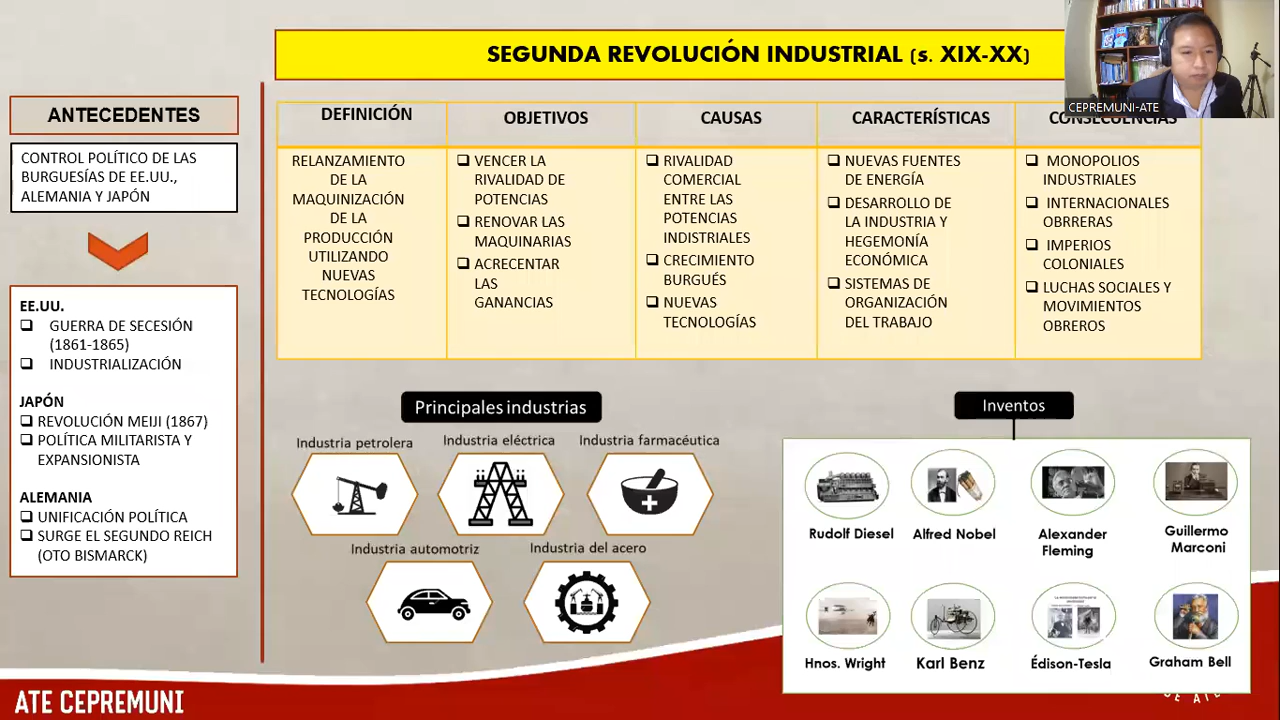 SEGUNDA REVOLUCIÓN INDUSTRIAL (s. XIX-XX)
CEPREMUNI-ATE
ANTECEDENTES
CONTROL POLÍTICO DE LAS
BURGUESÍAS DE EE.UU.,
ALEMANIA Y JAPÓN
EE.UU.
GUERRA DE SECESIÓN
(1861-1865)
INDUSTRIALIZACIÓN
JAPÓN
REVOLUCIÓN MEIJI (1867)
POLÍTICA MILITARISTA Y
EXPANSIONISTA
ALEMANIA
UNIFICACIÓN POLÍTICA
SURGE EL SEGUNDO REICH
(OTO BISMARCK)
DEFINICIÓN
RELANZAMIENTO
DE LA
MAQUINIZACIÓN
DE LA
PRODUCCIÓN
UTILIZANDO
NUEVAS
TECNOLOGÍAS
OBJETIVOS
VENCER LA
RIVALIDAD DE
POTENCIAS
RENOVAR LAS
MAQUINARIAS
ACRECENTAR
LAS
GANANCIAS
CAUSAS
RIVALIDAD
COMERCIAL
ENTRE LAS
POTENCIAS
INDISTRIALES
CRECIMIENTO
BURGUÉS
NUEVAS
TECNOLOGÍAS
CARACTERÍSTICAS
NUEVAS FUENTES
DE ENERGÍA
DESARROLLO DE
LA INDUSTRIA Y
HEGEMONÍA
ECONÓMICA
SISTEMAS DE
ORGANIZACIÓN
DEL TRABAJO
CONSECUENCIAS
MONOPOLIOS
INDUSTRIALES
INTERNACIONALES
OBRRERAS
IMPERIOS
COLONIALES
LUCHAS SOCIALES Y
MOVIMIENTOS
OBREROS
Principales industrias
Industria petrolera
Industria eléctrica
Industria farmacéutica
Industria automotriz
Industria del acero
Inventos
Rudolf Diesel
Alfred Nobel
Alexander
Fleming
Guillermo
Marconi
Hnos. Wright
Karl Benz
Édison-Tesla
Graham Bell
ATE CEPREMUNI
DE ATE